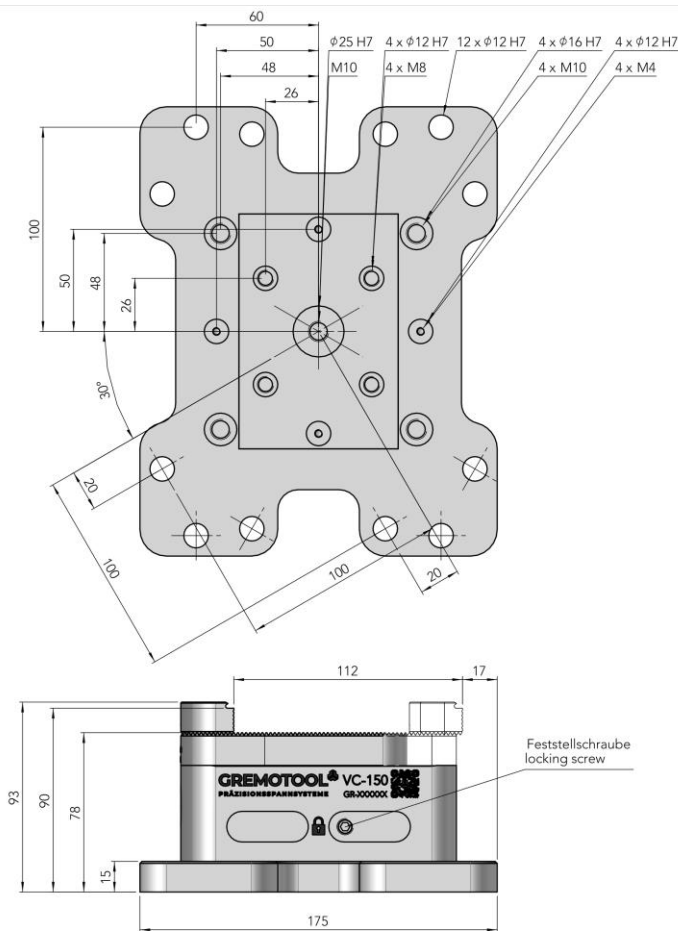 60
50
48
26
ϕ25 H7
M10
4 x ϕ12 H7
4 x M8
12 x ϕ12 H7
4 x ϕ16 H7
4 x M10
4 x ϕ12 H7
4 x M4
100
50
48
26
30°
20
100
100
20
112
17
93
90
78
15
GREMOTOOL® VC-150
PRÄZISIONSSPANNSYSTEME GR-XXXXXX
Feststellschraube
locking screw
175